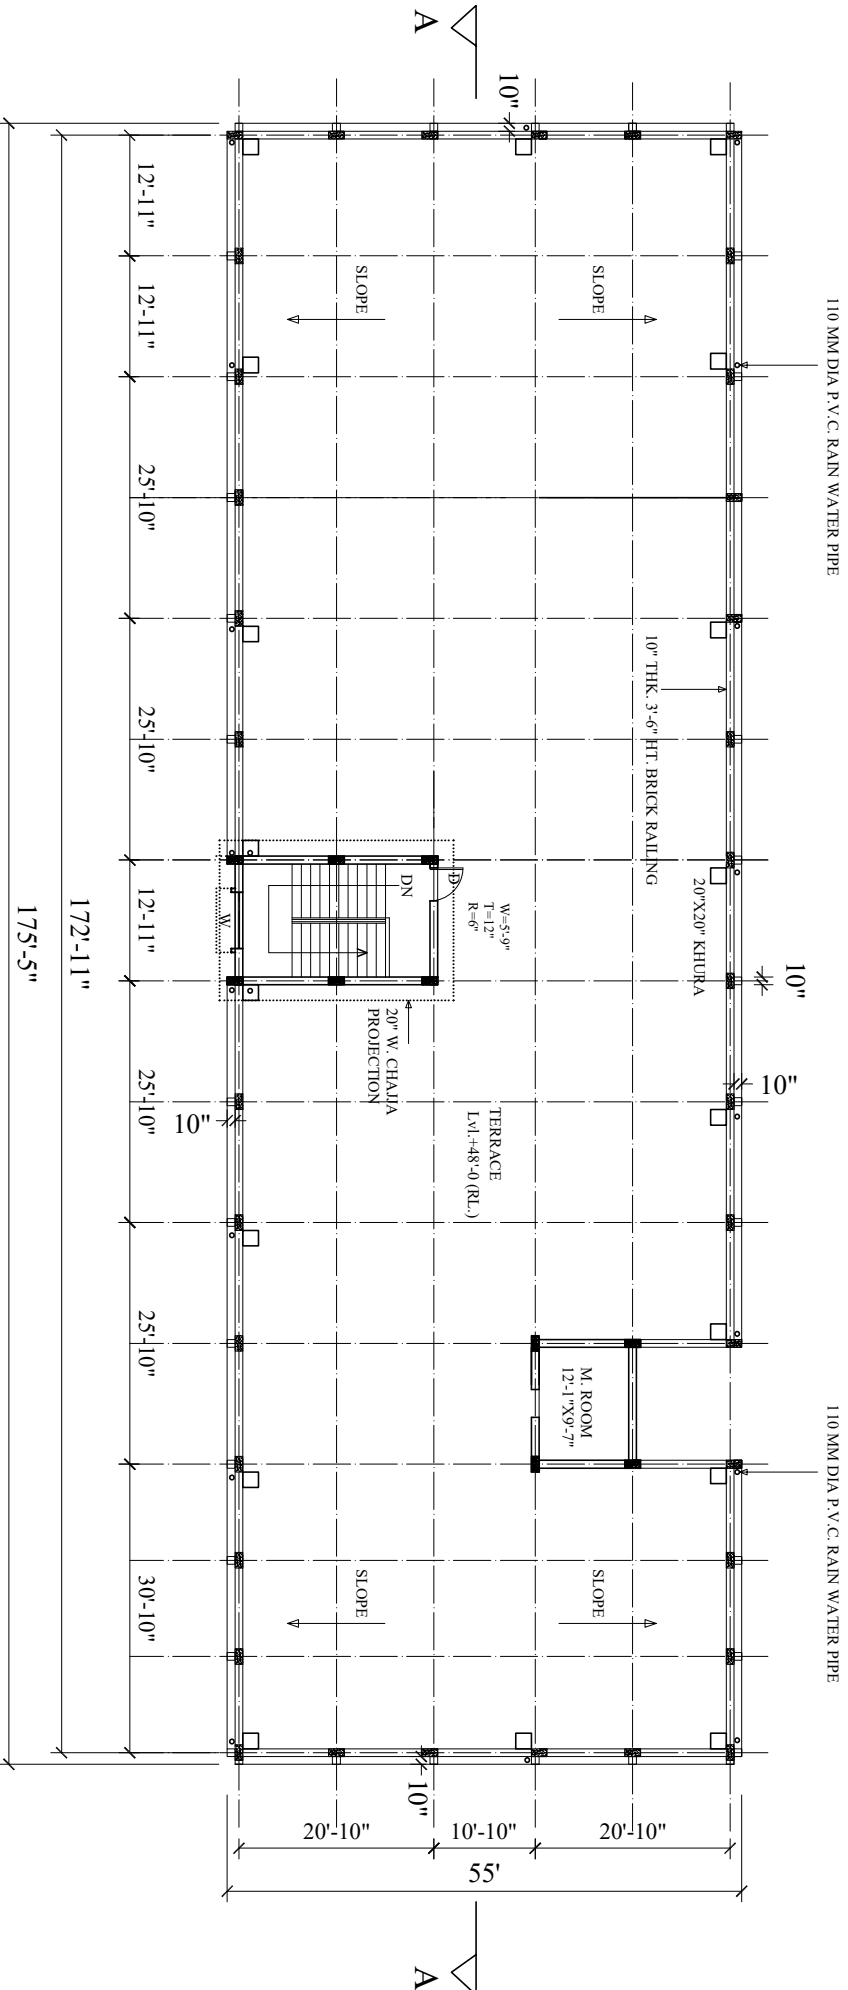 A
10"
110 MM DIA P.V.C. RAIN WATER PIPE
12'-11"
12'-11"
25'-10"
25'-10"
12'-11"
25'-10"
25'-10"
30'-10"
172'-11"
175'-5"
SLOPE
SLOPE
10" THK. 3'-6" HT. BRICK RAILING
20"X20" KHURA
10"
10"
10"
DN
D
W
W=5'-9"
T=12"
R=6"
20" W. CHAJJA
PROJECTION
TERRACE
Lvl.+48'-0 (RL.)
M. ROOM
12'-1"X9'-7"
110 MM DIA P.V.C. RAIN WATER PIPE
SLOPE
SLOPE
10"
20'-10"
10'-10"
20'-10"
55'
A